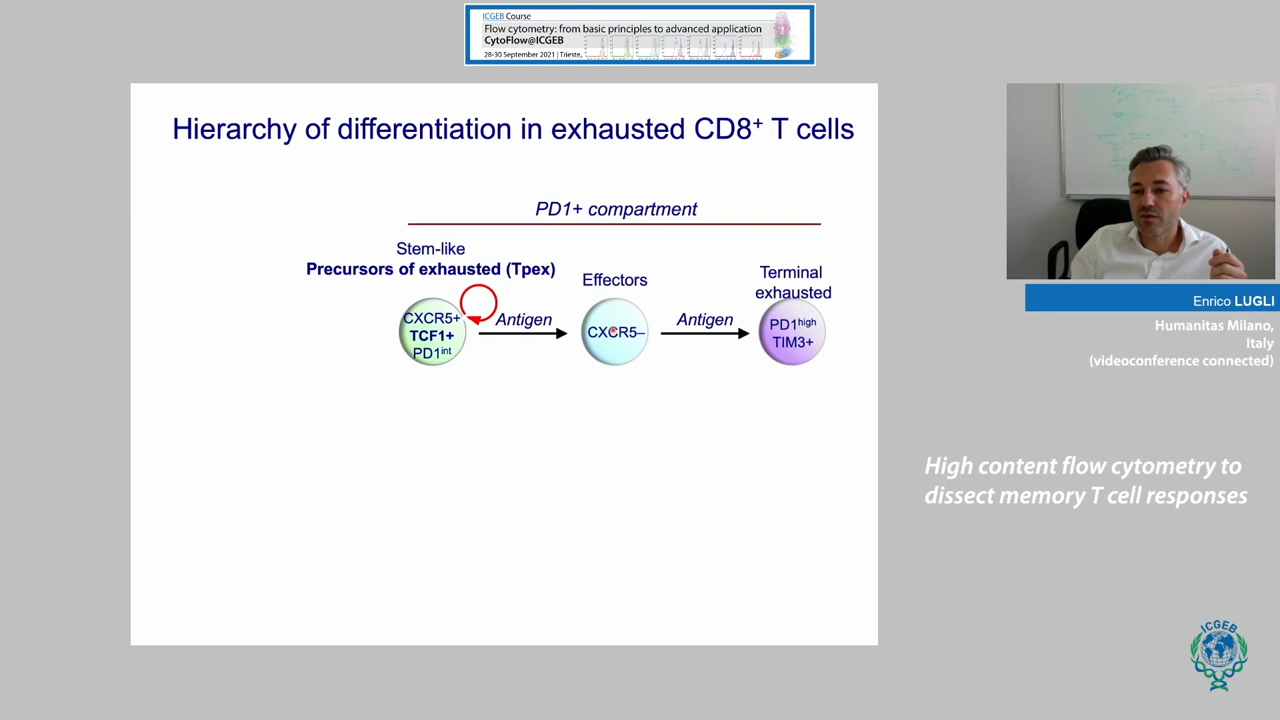 ICGEB Course
Flow cytometry: from basic principles to advanced application
CytoFlow@ICGEB
28-30 September 2021 | Trieste,
Hierarchy of differentiation in exhausted CD8⁺ T cells
PD1+ compartment
Stem-like
Precursors of exhausted (Tpex)
Effectors
Terminal
exhausted
CXCR5+
TCF1+
PD1ⁱⁿᵗ
Antigen
CXCR5–
Antigen
PD1ʰⁱᵍʰ
TIM3+
Enrico LUGLI
Humanitas Milano,
Italy
(videoconference connected)
High content flow cytometry to
dissect memory T cell responses
ICGEB